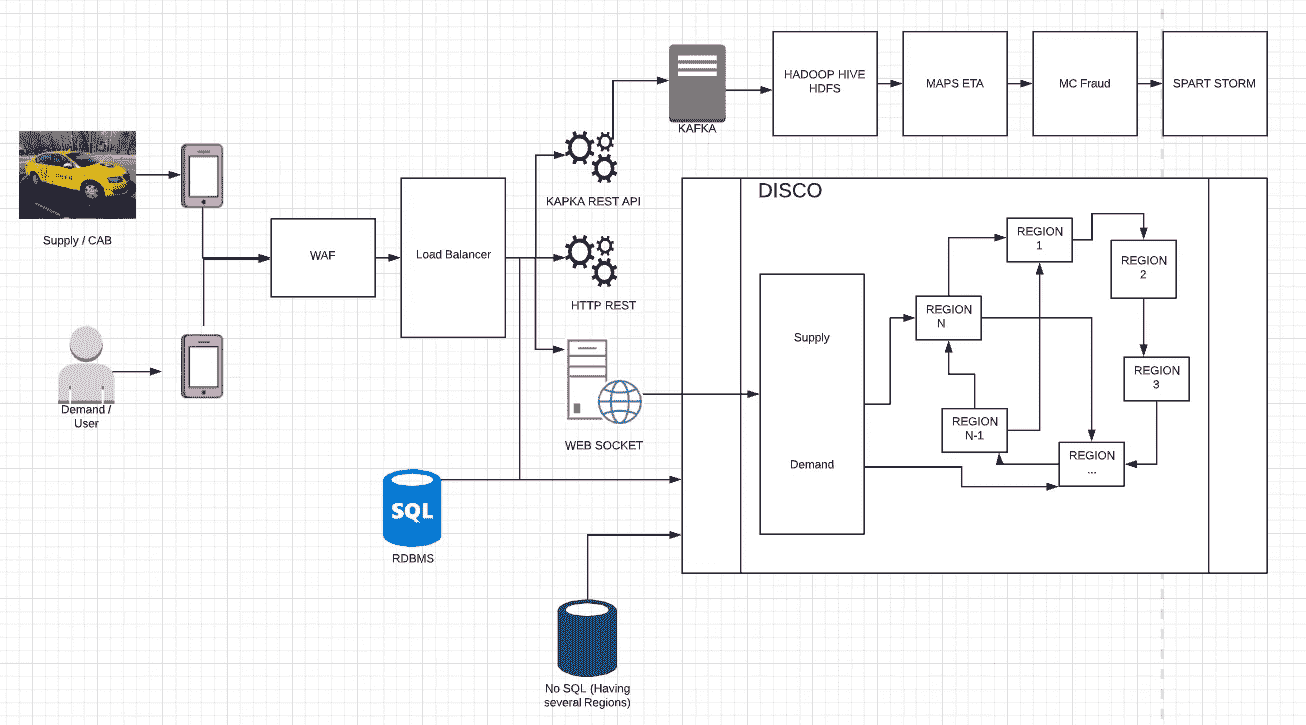 KAFKA
HADOOP HIVE
HDFS
MAPS ETA
MC Fraud
SPART STORM
Supply / CAB
KAPKA REST API
DISCO
WAF
Load Balancer
HTTP REST
Demand /
User
WEB SOCKET
Supply
Demand
REGION
1
REGION
2
REGION
N
REGION
3
REGION
N-1
REGION
...
SQL
RDBMS
No SQL (Having
several Regions)